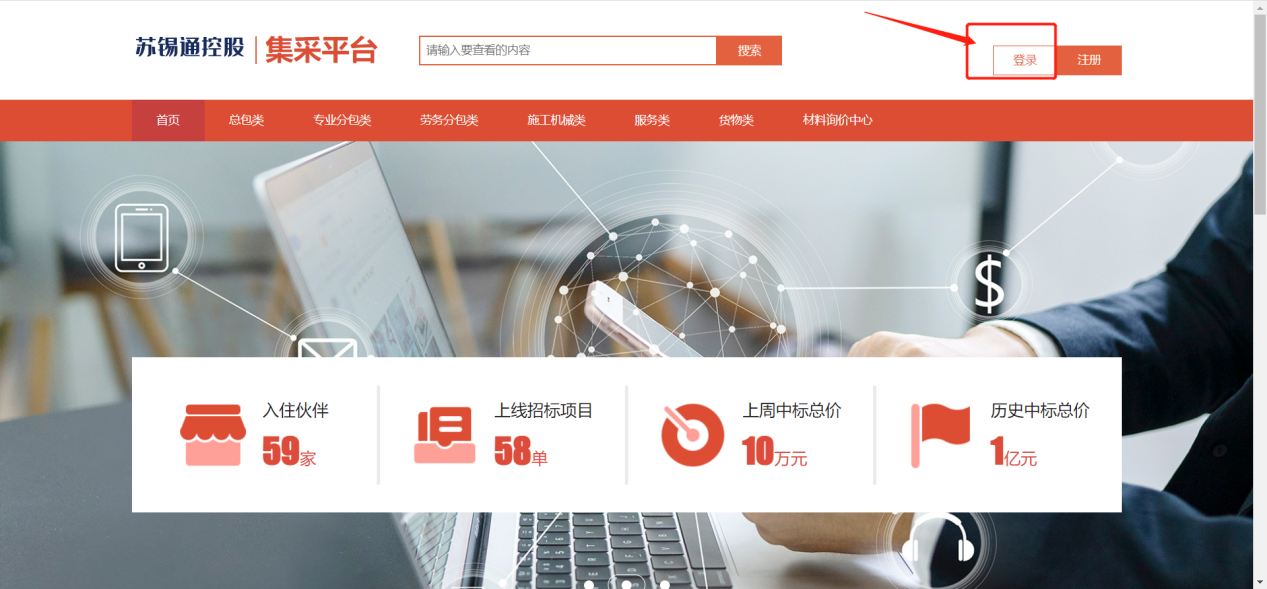 苏锡通控股 集采平台
请输入要查看的内容 搜索
登录 注册
首页 总包类 专业分包类 劳务分包类 施工机械类 服务类 货物类 材料询价中心
入住伙伴 上线招标项目 上周中标总价 历史中标总价
59家 58单 10万元 1亿元